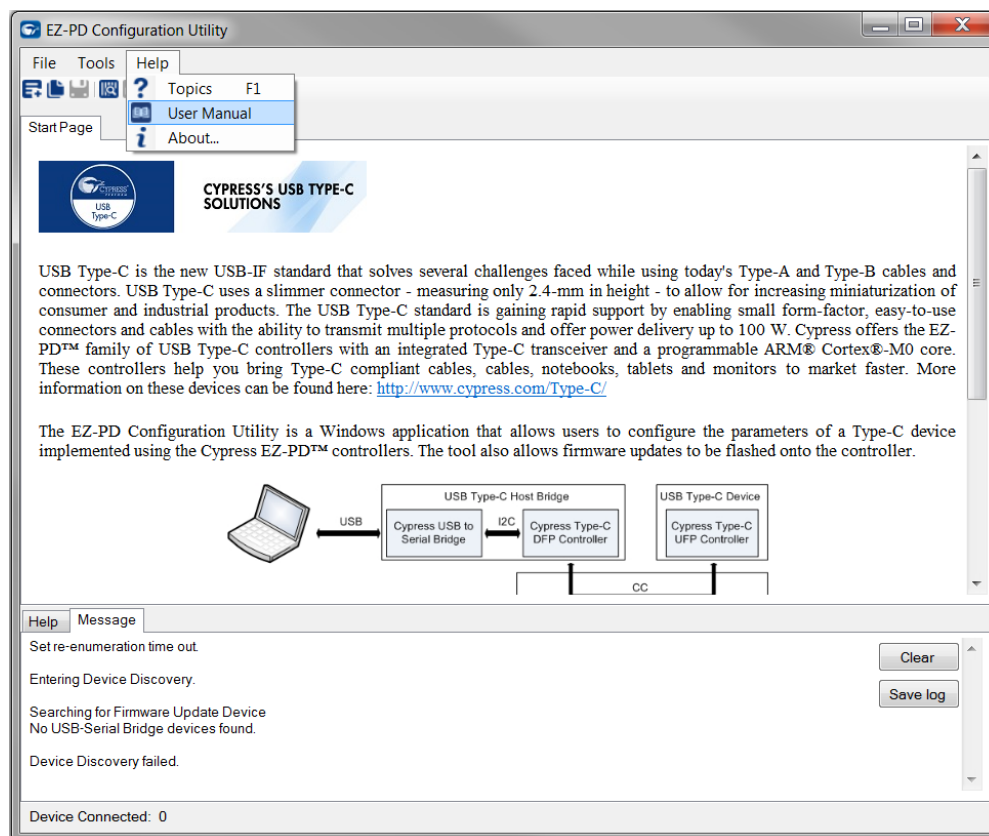 EZ-PD Configuration Utility
File Tools Help
? Topics F1
User Manual
i About...
Start Page
CYPRESS
USB
Type-C
CYPRESS'S USB TYPE-C
SOLUTIONS
USB Type-C is the new USB-IF standard that solves several challenges faced while using today's Type-A and Type-B cables and
connectors. USB Type-C uses a slimmer connector - measuring only 2.4-mm in height - to allow for increasing miniaturization of
consumer and industrial products. The USB Type-C standard is gaining rapid support by enabling small form-factor, easy-to-use
connectors and cables with the ability to transmit multiple protocols and offer power delivery up to 100 W. Cypress offers the EZ-
PD™ family of USB Type-C controllers with an integrated Type-C transceiver and a programmable ARM® Cortex®-M0 core.
These controllers help you bring Type-C compliant cables, cables, notebooks, tablets and monitors to market faster. More
information on these devices can be found here: http://www.cypress.com/Type-C/
The EZ-PD Configuration Utility is a Windows application that allows users to configure the parameters of a Type-C device
implemented using the Cypress EZ-PD™ controllers. The tool also allows firmware updates to be flashed onto the controller.
USB Type-C Host Bridge
USB Type-C Device
USB
Cypress USB to
Serial Bridge
I2C
Cypress Type-C
DFP Controller
Cypress Type-C
UFP Controller
CC
Help Message
Set re-enumeration time out.
Clear
Entering Device Discovery.
Save log
Searching for Firmware Update Device
No USB-Serial Bridge devices found.
Device Discovery failed.
Device Connected: 0